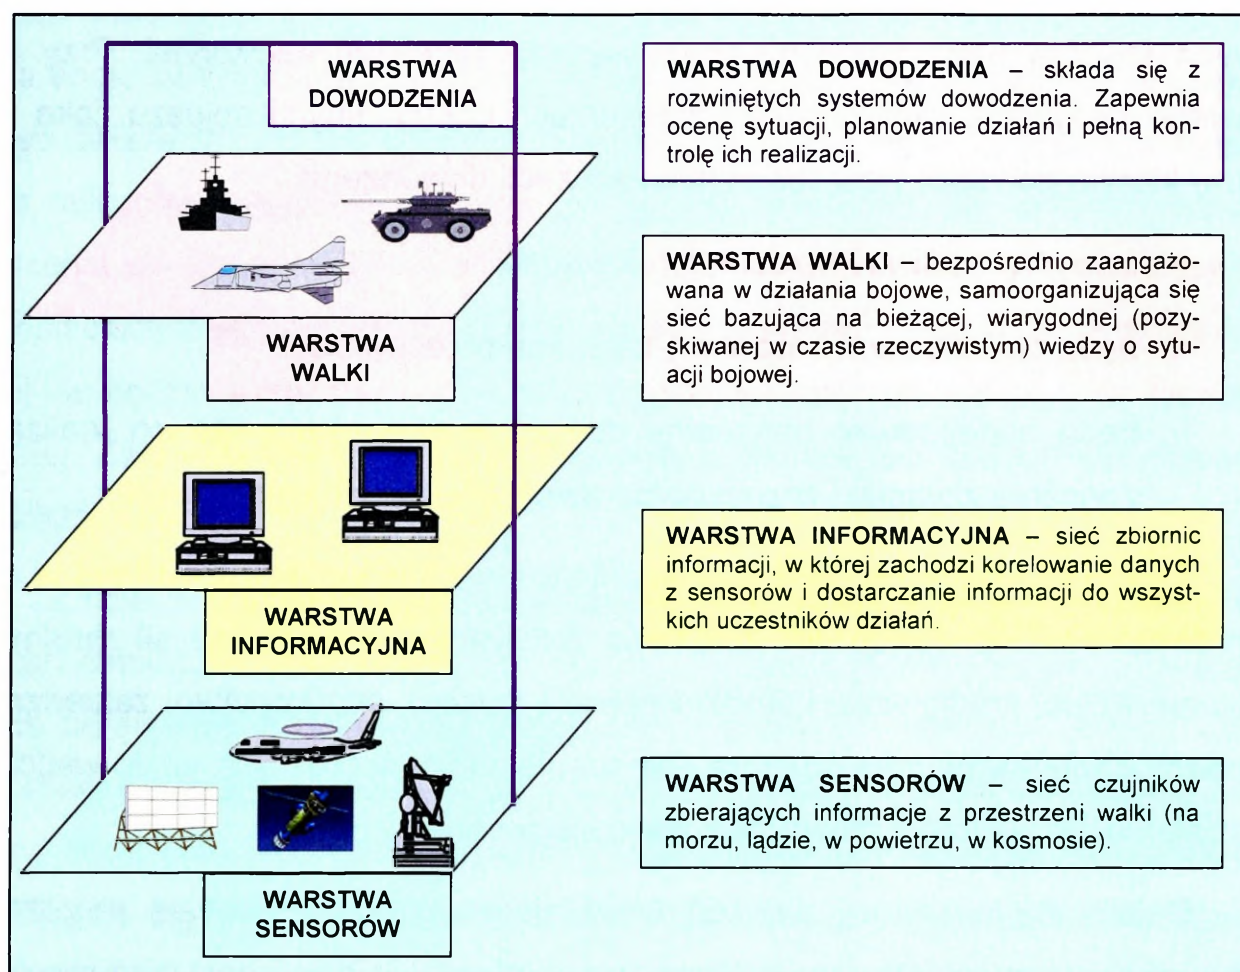 WARSTWA
DOWODZENIA
WARSTWA DOWODZENIA – składa się z
rozwiniętych systemów dowodzenia. Zapewnia
ocenę sytuacji, planowanie działań i pełną kon-
trolę ich realizacji.
WARSTWA
WALKI
WARSTWA WALKI – bezpośrednio zaangażo-
wana w działania bojowe, samoorganizująca się
sieć bazująca na bieżącej, wiarygodnej (pozy-
skiwanej w czasie rzeczywistym) wiedzy o sytu-
acji bojowej.
WARSTWA
INFORMACYJNA
WARSTWA INFORMACYJNA – sieć zbiornic
informacji, w której zachodzi korelowanie danych
z sensorów i dostarczanie informacji do wszyst-
kich uczestników działań.
WARSTWA
SENSORÓW
WARSTWA SENSORÓW – sieć czujników
zbierających informacje z przestrzeni walki (na
morzu, lądzie, w powietrzu, w kosmosie).